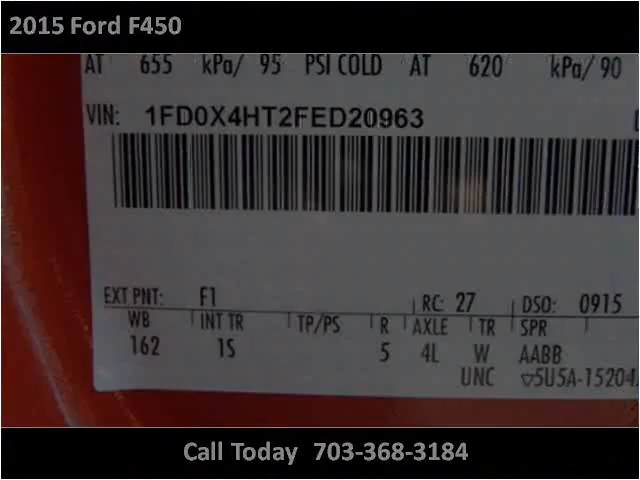 2015 Ford F450
AT 655 kPa/ 95 PSI COLD AT 620 kPa/ 90
VIN: 1FD0X4HT2FED20963
EXT PNT: F1 RC: 27 DSO: 0915
WB INT TR TP/PS R AXLE TR SPR
162 1S 5 4L W AABB
UNC ▽5U5A-15204
Call Today 703-368-3184